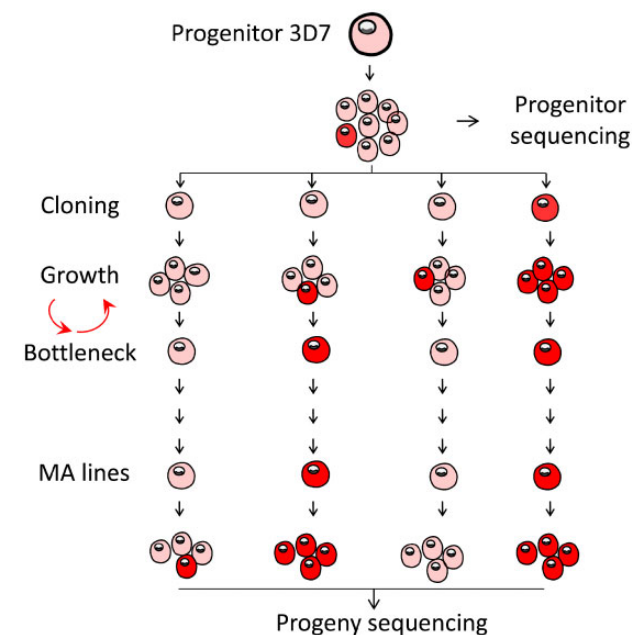 Progenitor 3D7
Progenitor
sequencing
Cloning
Growth
Bottleneck
MA lines
Progeny sequencing